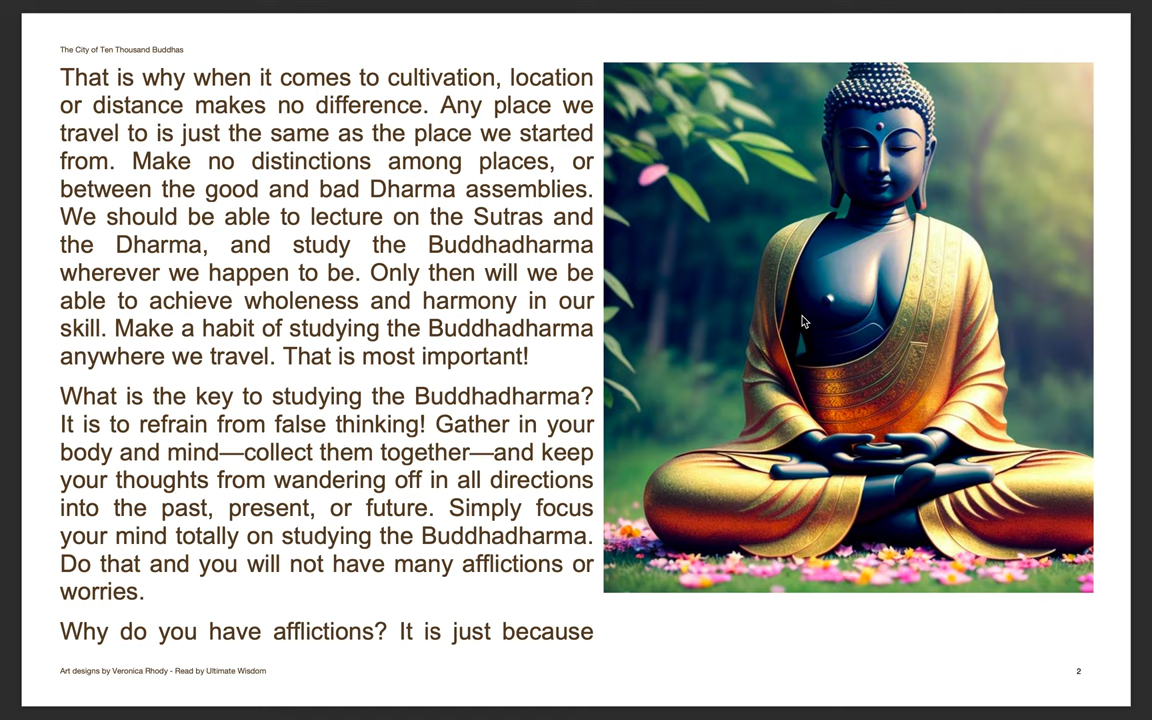 The City of Ten Thousand Buddhas
That is why when it comes to cultivation, location
or distance makes no difference. Any place we
travel to is just the same as the place we started
from. Make no distinctions among places, or
between the good and bad Dharma assemblies.
We should be able to lecture on the Sutras and
the Dharma, and study the Buddhadharma
wherever we happen to be. Only then will we be
able to achieve wholeness and harmony in our
skill. Make a habit of studying the Buddhadharma
anywhere we travel. That is most important!
What is the key to studying the Buddhadharma?
It is to refrain from false thinking! Gather in your
body and mind—collect them together—and keep
your thoughts from wandering off in all directions
into the past, present, or future. Simply focus
your mind totally on studying the Buddhadharma.
Do that and you will not have many afflictions or
worries.
Why do you have afflictions? It is just because
Art designs by Veronica Rhody - Read by Ultimate Wisdom
2